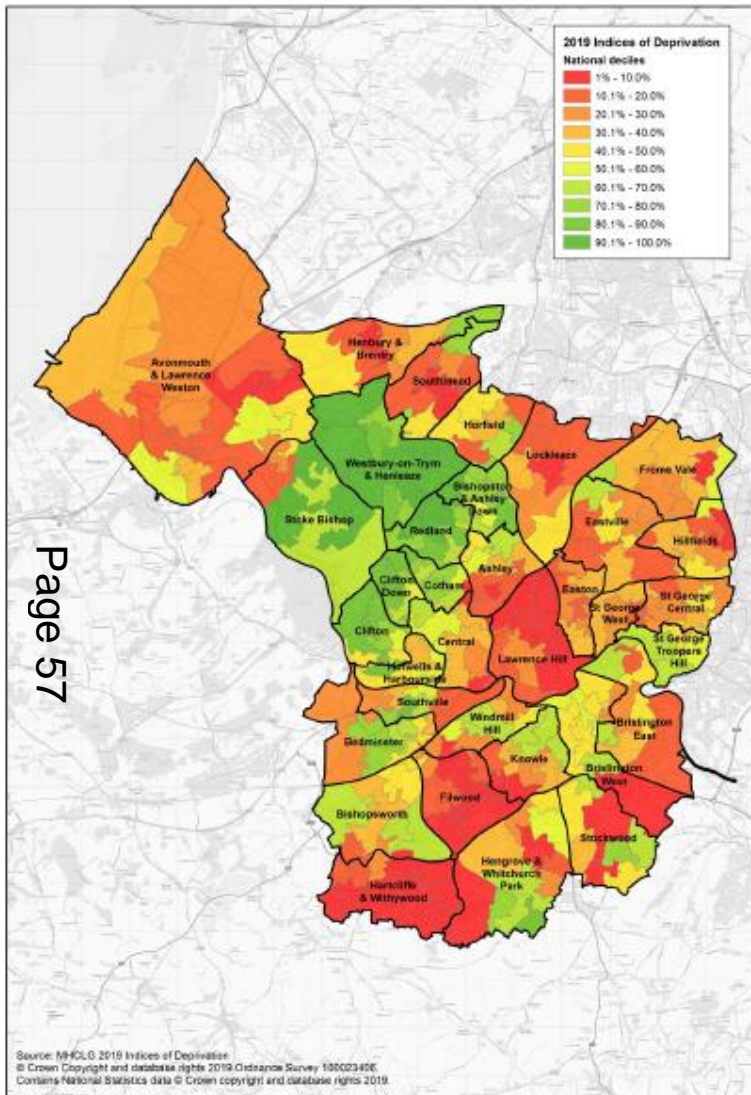 2019 Indices of Deprivation
National deciles
1% - 10.0%
10.1% - 20.0%
20.1% - 30.0%
30.1% - 40.0%
40.1% - 50.0%
50.1% - 60.0%
60.1% - 70.0%
70.1% - 80.0%
80.1% - 90.0%
90.1% - 100.0%
Avonmouth
& Lawrence
Weston
Henbury &
Brentry
Southmead
Horfield
Lockleaze
Frome Vale
Westbury-on-Trym
& Henleaze
Bishopston
& Ashley
Down
Stoke Bishop
Eastville
Hillfields
Redland
Ashley
Clifton
Down
Cotham
Easton
St George
West
St George
Central
Clifton
Central
Lawrence Hill
St George
Troopers
Hill
Hotwells &
Harbourside
Southville
Windmill
Hill
Bedminster
Knowle
Brislington
East
Brislington
West
Filwood
Bishopsworth
Stockwood
Hengrove &
Whitchurch
Park
Hartcliffe
& Withywood
Page 57
Source: MHCLG 2019 Indices of Deprivation
© Crown Copyright and database rights 2019 Ordnance Survey 100023406.
Contains National Statistics data © Crown copyright and database rights 2019.